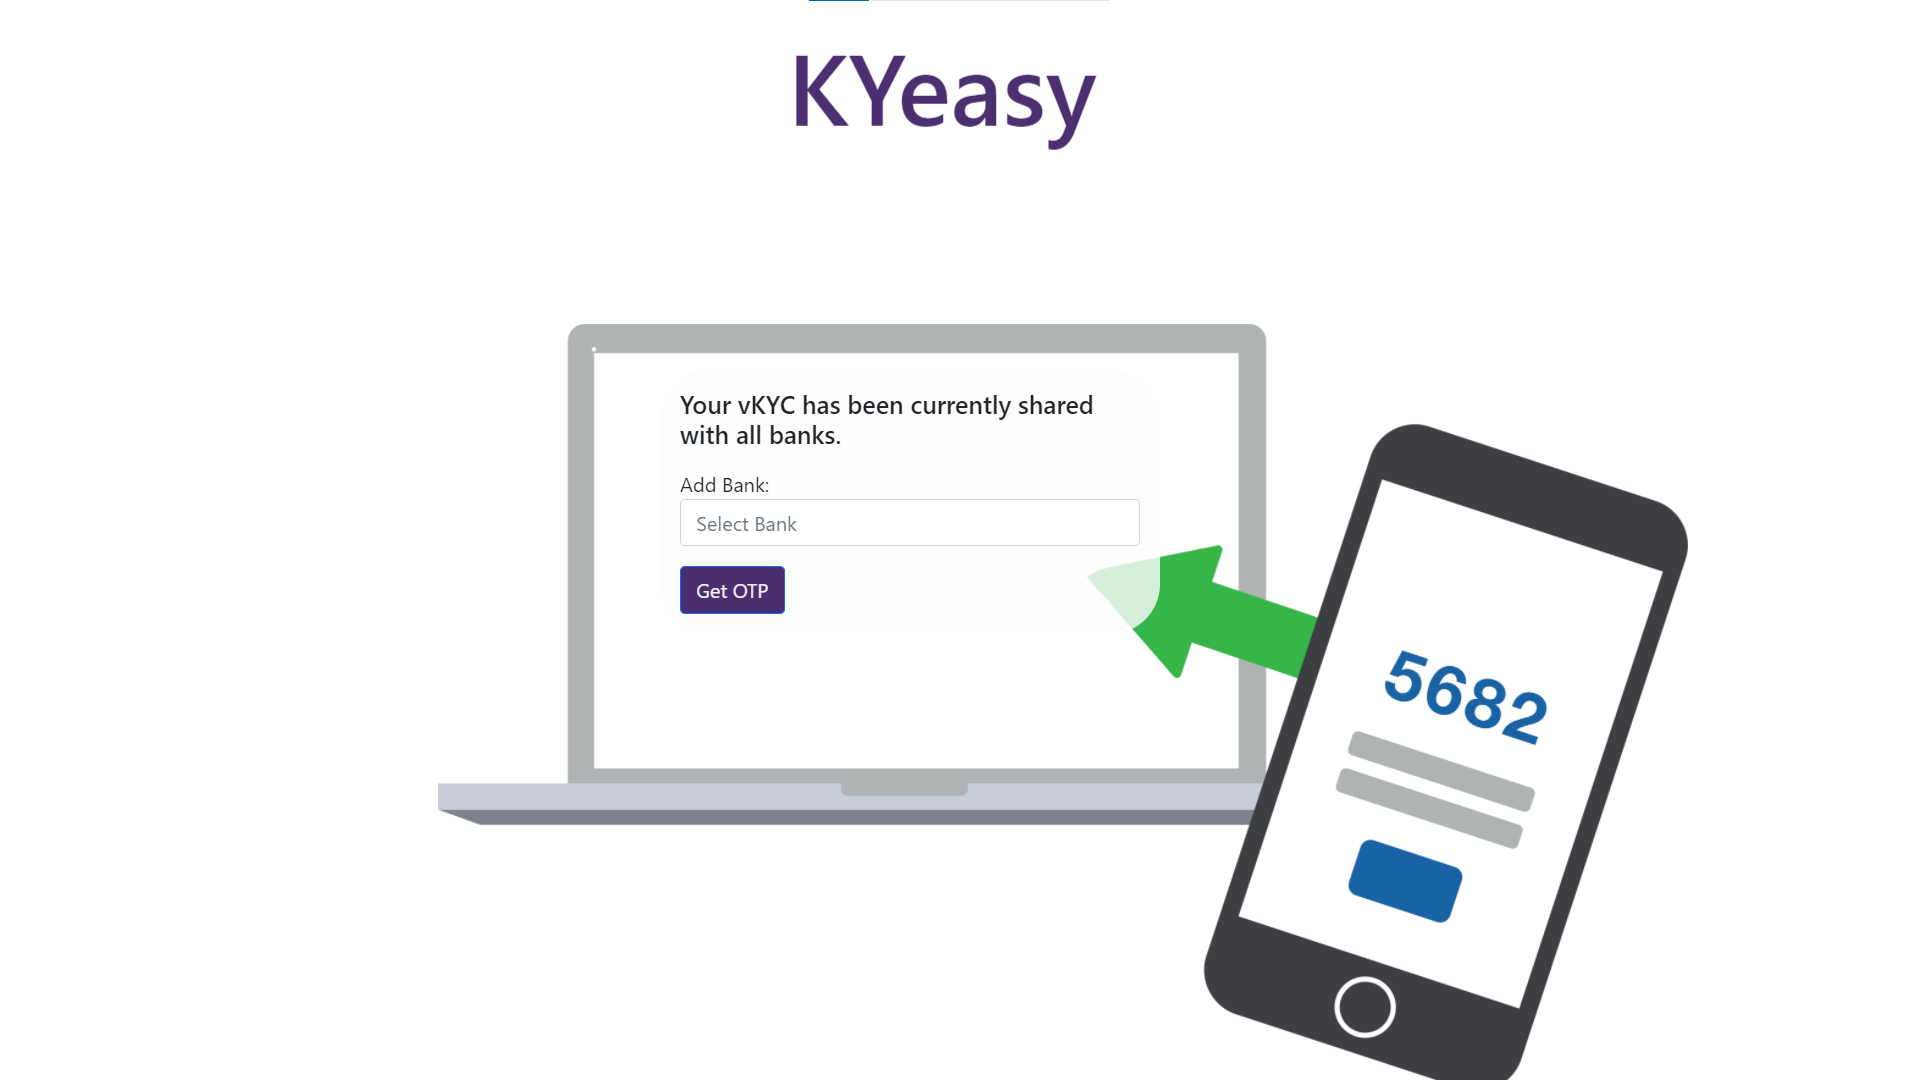 KYeasy
Your vKYC has been currently shared
with all banks.
Add Bank:
Select Bank
Get OTP
5682